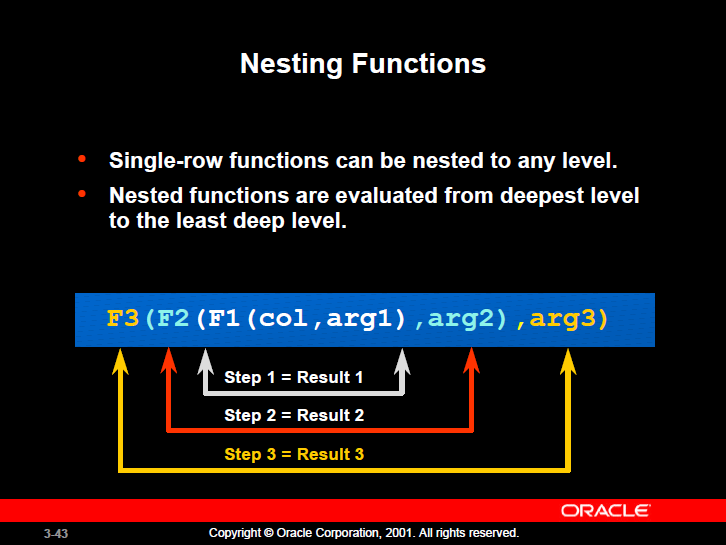 Nesting Functions
• Single-row functions can be nested to any level.
• Nested functions are evaluated from deepest level
to the least deep level.
F3(F2(F1(col,arg1),arg2),arg3)
Step 1 = Result 1
Step 2 = Result 2
Step 3 = Result 3
ORACLE®
3-43
Copyright © Oracle Corporation, 2001. All rights reserved.